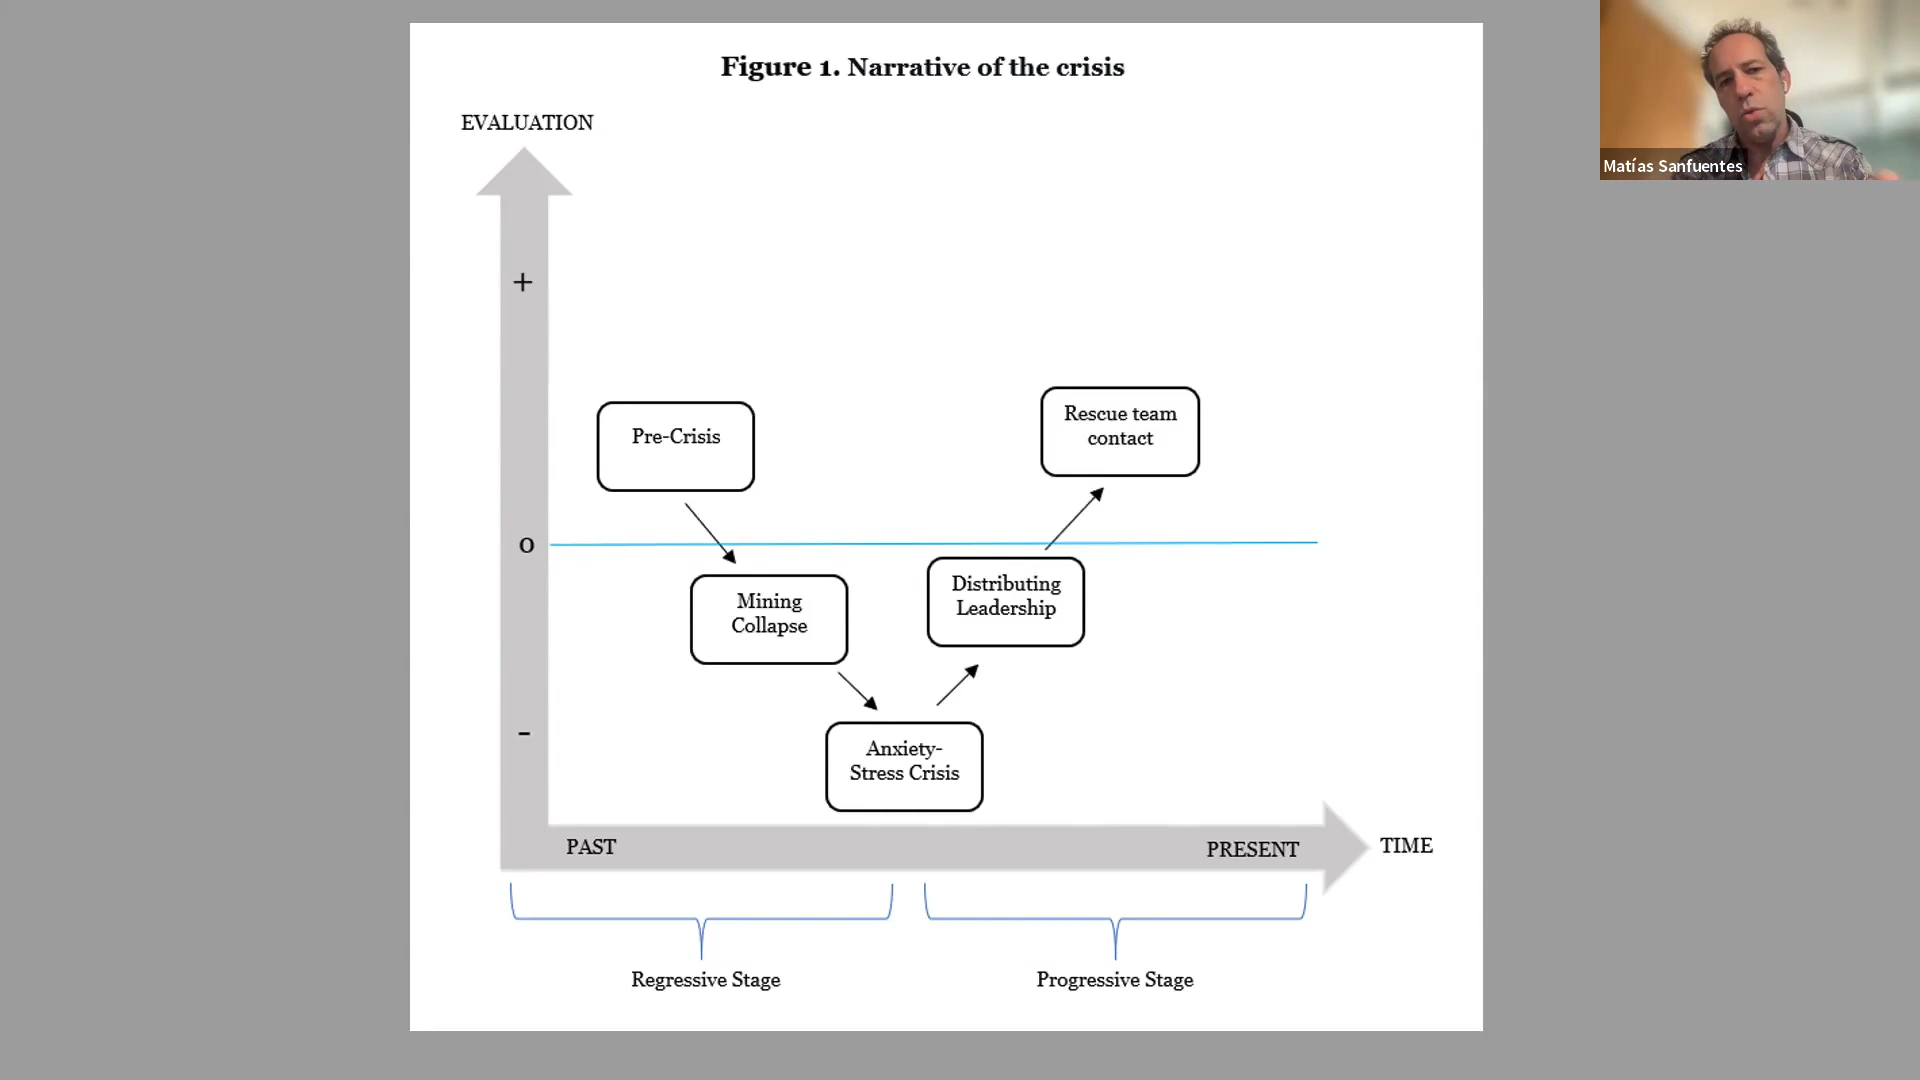 Figure 1. Narrative of the crisis
Matías Sanfuentes
EVALUATION
+
Pre-Crisis
Rescue team
contact
0
Mining
Collapse
Distributing
Leadership
-
Anxiety-
Stress Crisis
PAST
PRESENT
TIME
Regressive Stage
Progressive Stage